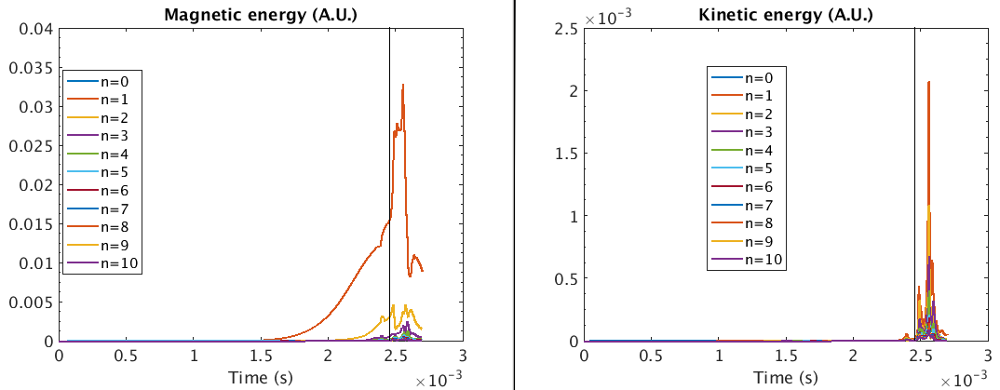 Magnetic energy (A.U.)
0.04
0.035
0.03
0.025
0.02
0.015
0.01
0.005
0
n=0
n=1
n=2
n=3
n=4
n=5
n=6
n=7
n=8
n=9
n=10
0 0.5 1 1.5 2 2.5 3
Time (s) ×10⁻³
Kinetic energy (A.U.)
×10⁻³
2.5
2
1.5
1
0.5
0
n=0
n=1
n=2
n=3
n=4
n=5
n=6
n=7
n=8
n=9
n=10
0 0.5 1 1.5 2 2.5 3
Time (s) ×10⁻³